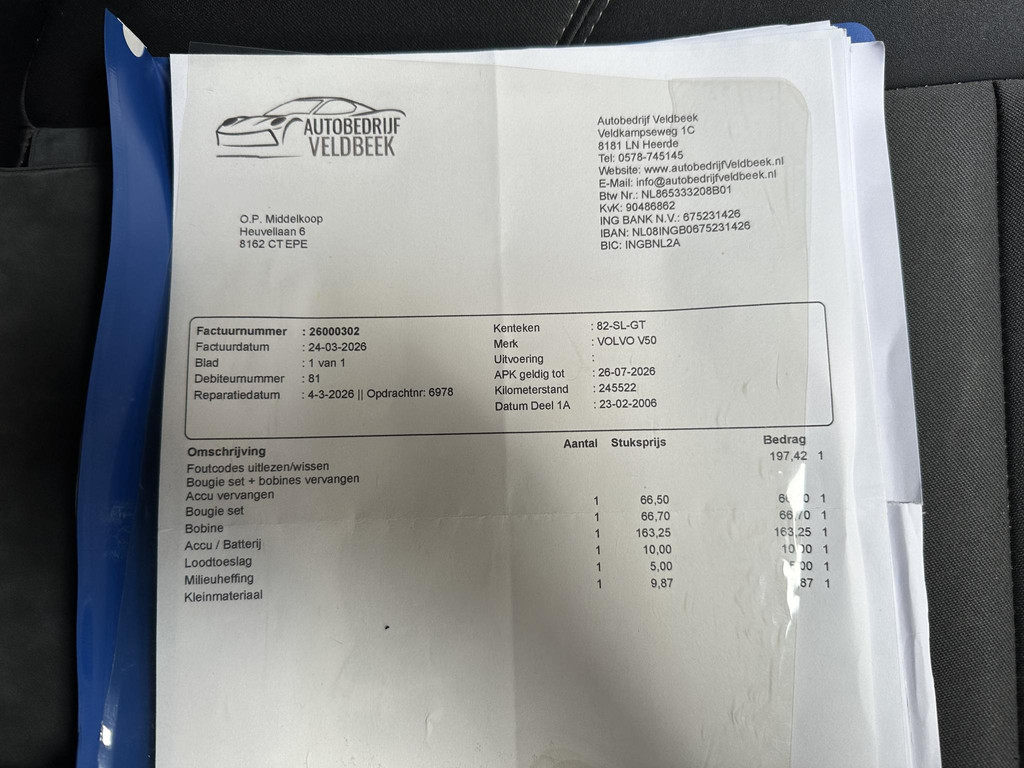 AUTOBEDRIJF
VELDBEEK
Autobedrijf Veldbeek
Veldkampseweg 1C
8181 LN Heerde
Tel: 0578-745145
Website: www.autobedrijfVeldbeek.nl
E-Mail: info@autobedrijfveldbeek.nl
Btw Nr.: NL865333208B01
KvK: 90486862
ING BANK N.V.: 675231426
IBAN: NL08INGB0675231426
BIC: INGBNL2A
O.P. Middelkoop
Heuvellaan 6
8162 CT EPE
Factuurnummer : 26000302
Factuurdatum : 24-03-2026
Blad : 1 van 1
Debiteurnummer : 81
Reparatiedatum : 4-3-2026 || Opdrachtnr: 6978
Kenteken : 82-SL-GT
Merk : VOLVO V50
Uitvoering :
APK geldig tot : 26-07-2026
Kilometerstand : 245522
Datum Deel 1A : 23-02-2006
Omschrijving Aantal Stuksprijs Bedrag
Foutcodes uitlezen/wissen 197,42 1
Bougie set + bobines vervangen
Accu vervangen
Bougie set 1 66,50 1
Bobine 1 66,70 1
Accu / Batterij 1 163,25 163,25 1
Loodtoeslag 1 10,00 1
Milieuheffing 1 5,00 1
Kleinmateriaal 1 9,87 1